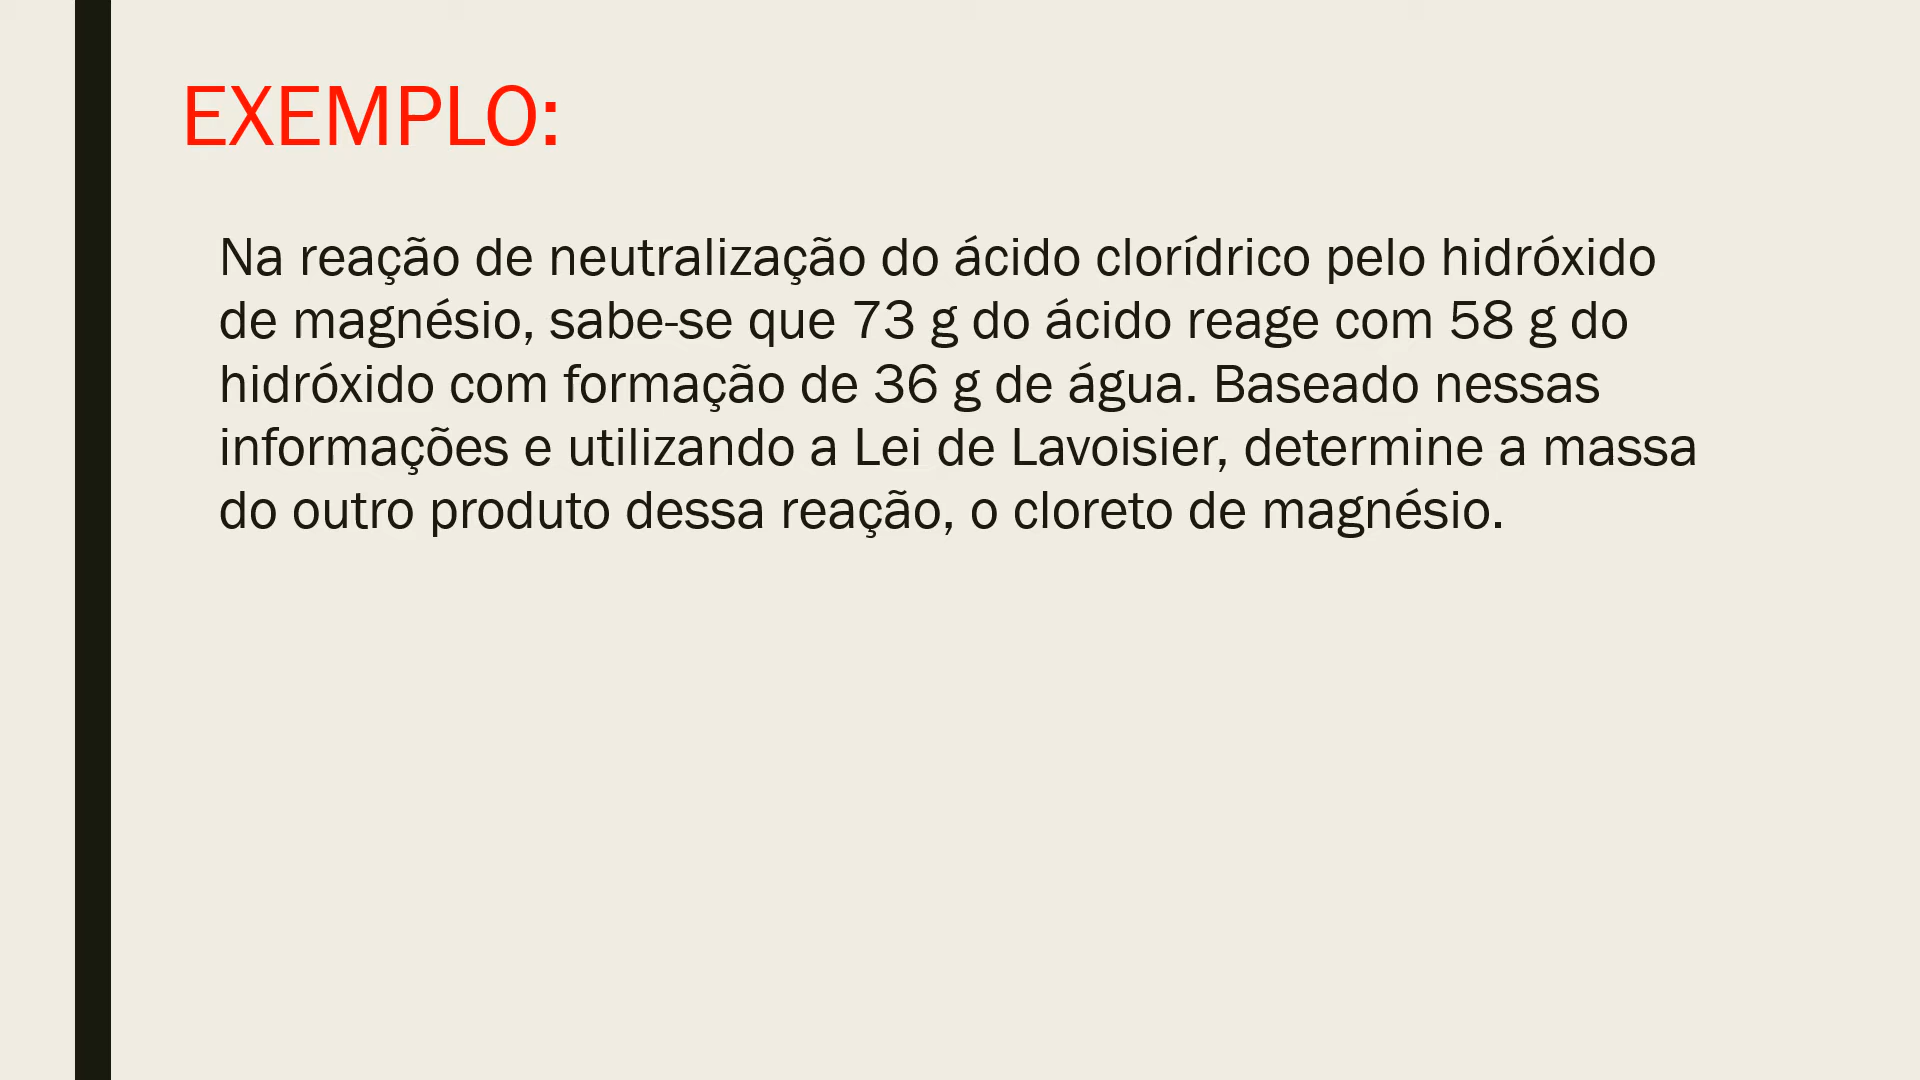 EXEMPLO:
Na reação de neutralização do ácido clorídrico pelo hidróxido
de magnésio, sabe-se que 73 g do ácido reage com 58 g do
hidróxido com formação de 36 g de água. Baseado nessas
informações e utilizando a Lei de Lavoisier, determine a massa
do outro produto dessa reação, o cloreto de magnésio.